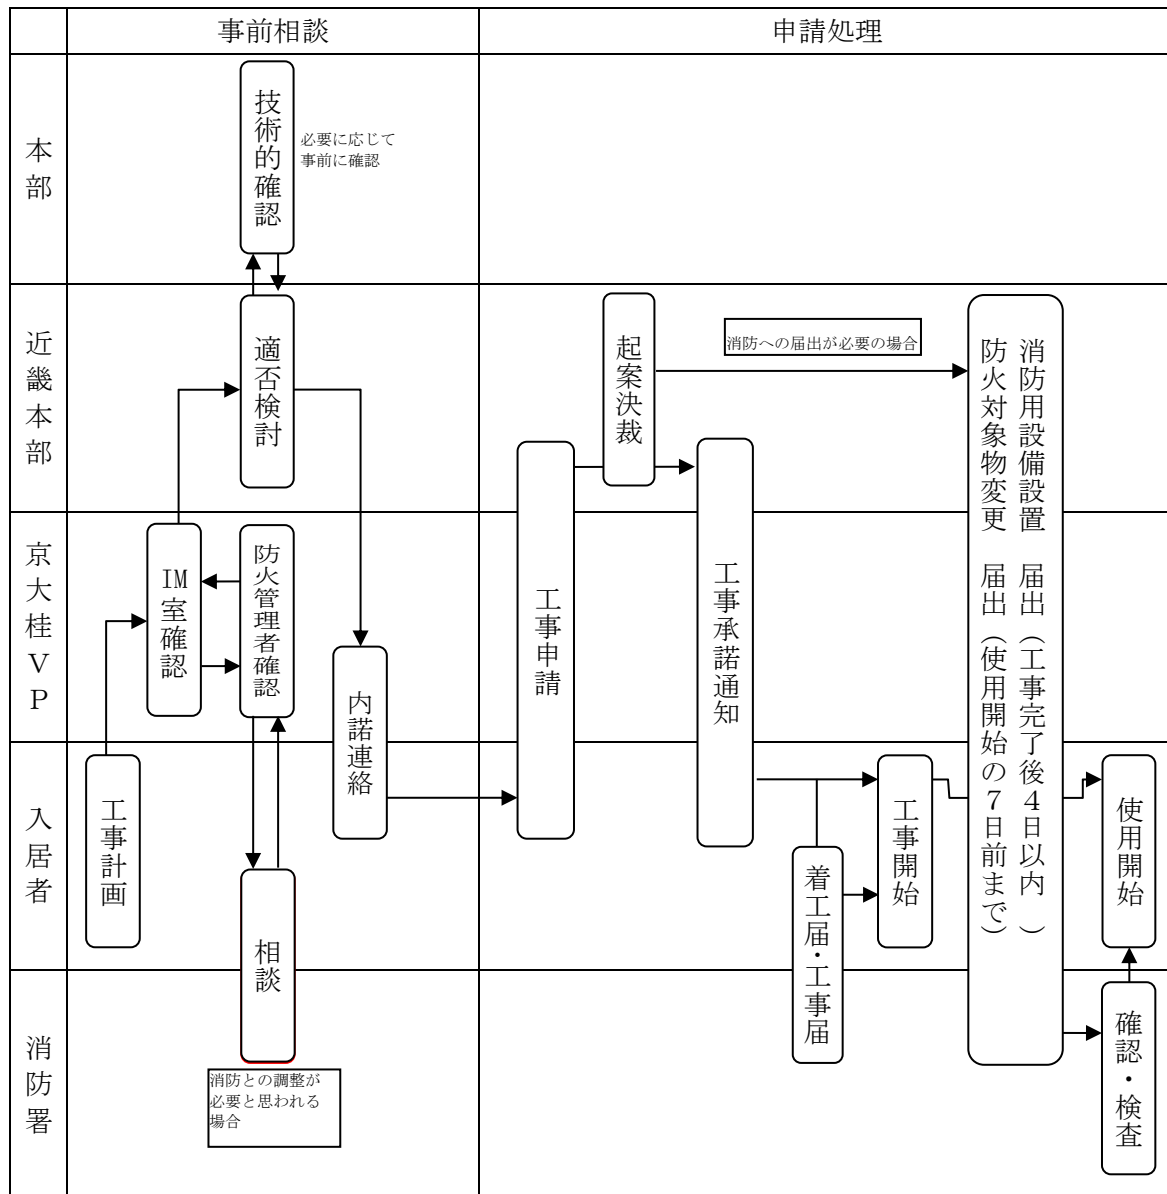 事前相談
申請処理
本部
技術的確認
必要に応じて
事前に確認
近畿本部
適否検討
起案決裁
消防への届出が必要の場合
消防用設備設置 届出（工事完了後４日以内 ）
防火対象物変更 届出（使用開始の７日前まで）
京大桂ＶＰ
IM室確認
防火管理者確認
内諾連絡
工事申請
工事承諾通知
入居者
工事計画
相談
着工届・工事届
工事開始
使用開始
消防署
消防との調整が
必要と思われる
場合
確認・検査